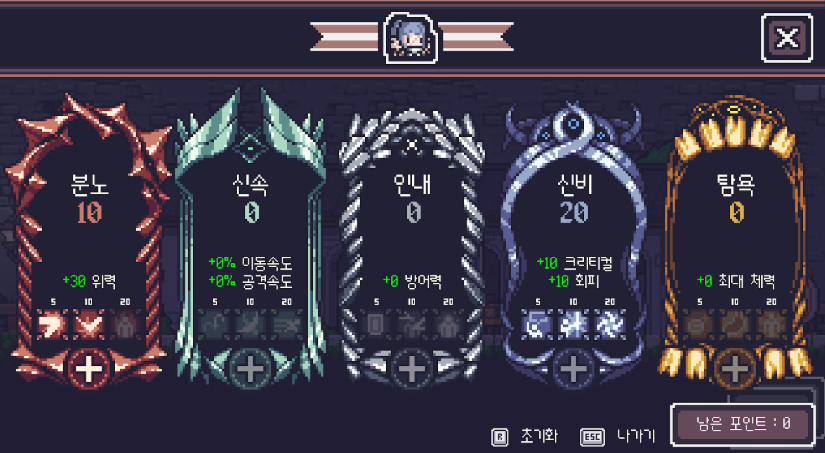 분노
10
+30 위력
5 10 20
신속
0
+0% 이동속도
+0% 공격속도
5 10 20
인내
0
+0 방어력
5 10 20
신비
20
+10 크리티컬
+10 회피
5 10 20
탐욕
0
+0 최대 체력
5 10 20
R 초기화 ESC 나가기
남은 포인트 : 0